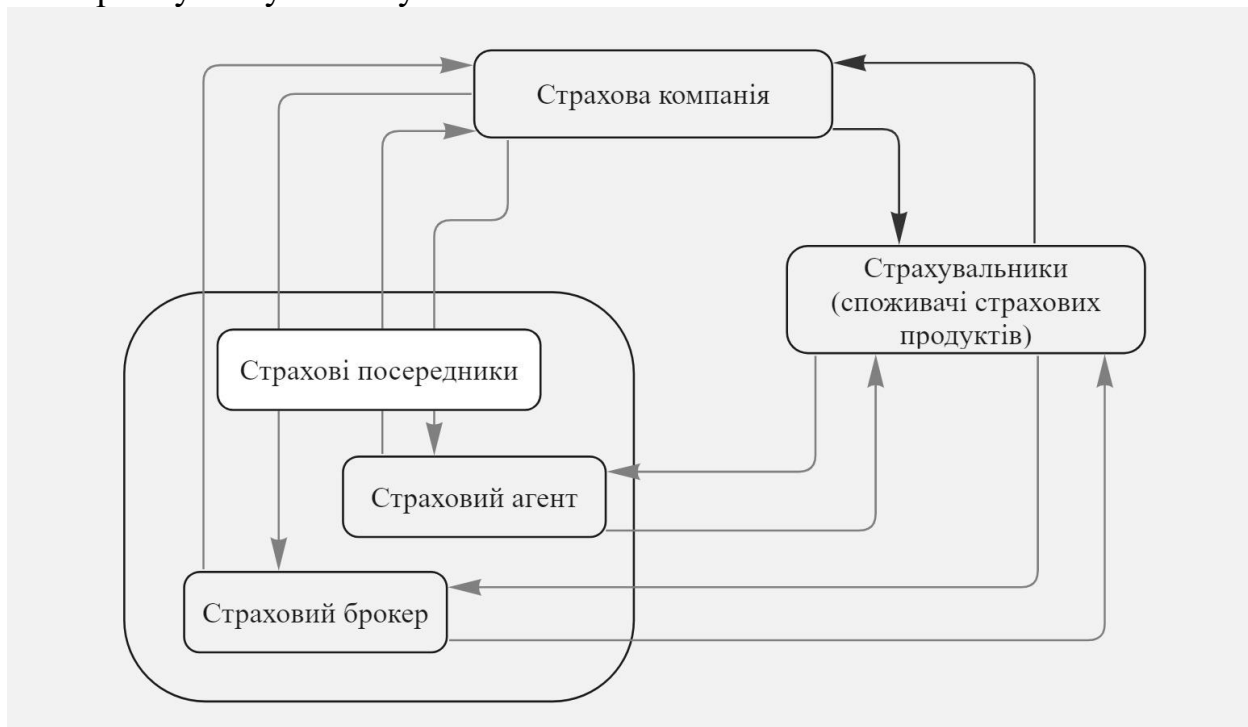 Страхова компанія
Страхувальники
(споживачі страхових
продуктів)
Страхові посередники
Страховий агент
Страховий брокер